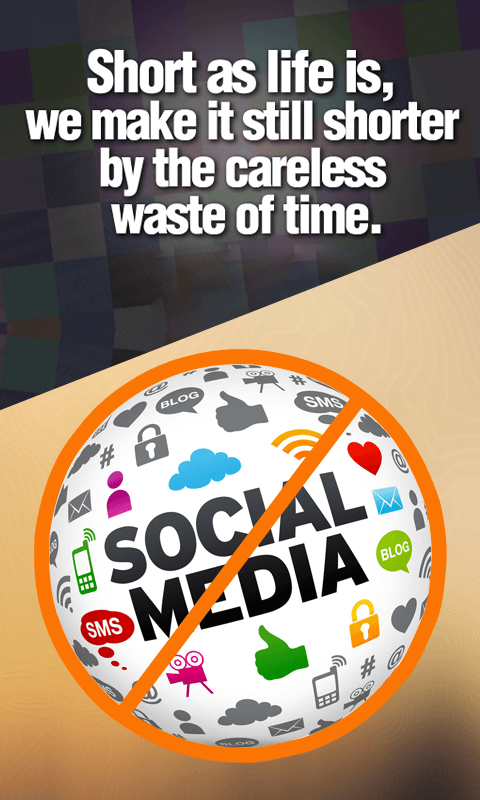 Short as life is,
we make it still shorter
by the careless
waste of time.
BLOG
SMS
#
@
#
@
SOCIAL
MEDIA
BLOG
SMS
#
@
BLOG